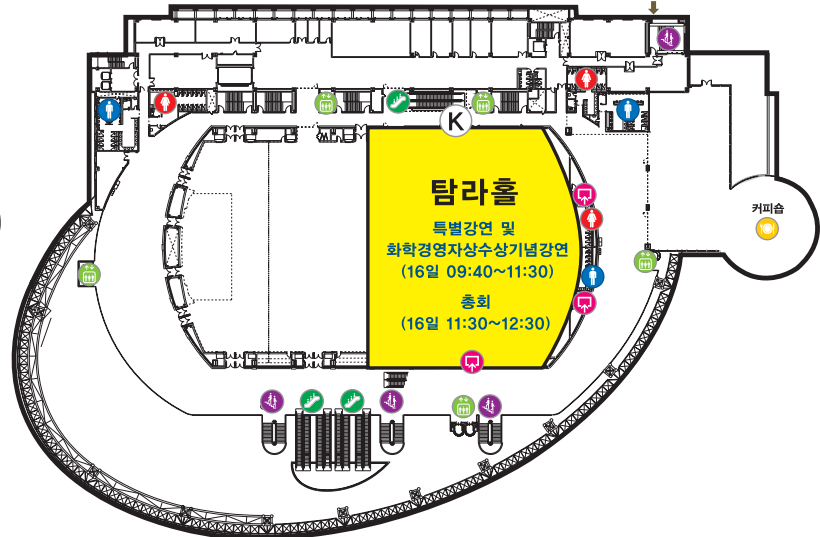 K
탐라홀
특별강연 및
화학경영자상수상기념강연
(16일 09:40~11:30)
총회
(16일 11:30~12:30)
커피숍